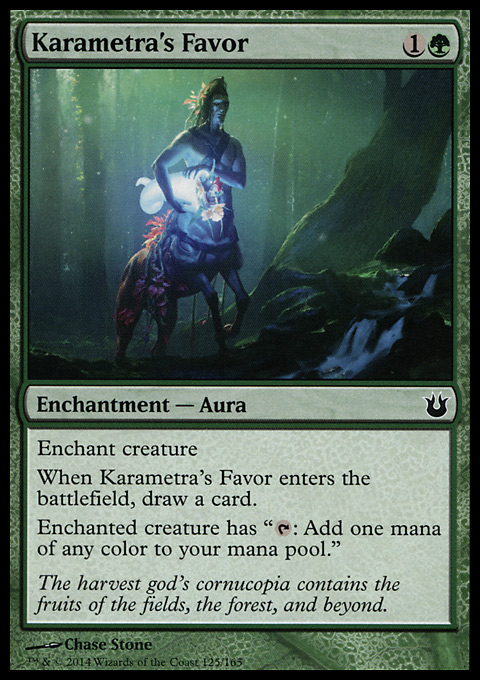 Karametra's Favor 1
Enchantment — Aura
Enchant creature
When Karametra's Favor enters the
battlefield, draw a card.
Enchanted creature has “: Add one mana
of any color to your mana pool.”
The harvest god's cornucopia contains the
fruits of the fields, the forest, and beyond.
Chase Stone
™ & © 2014 Wizards of the Coast 125/165